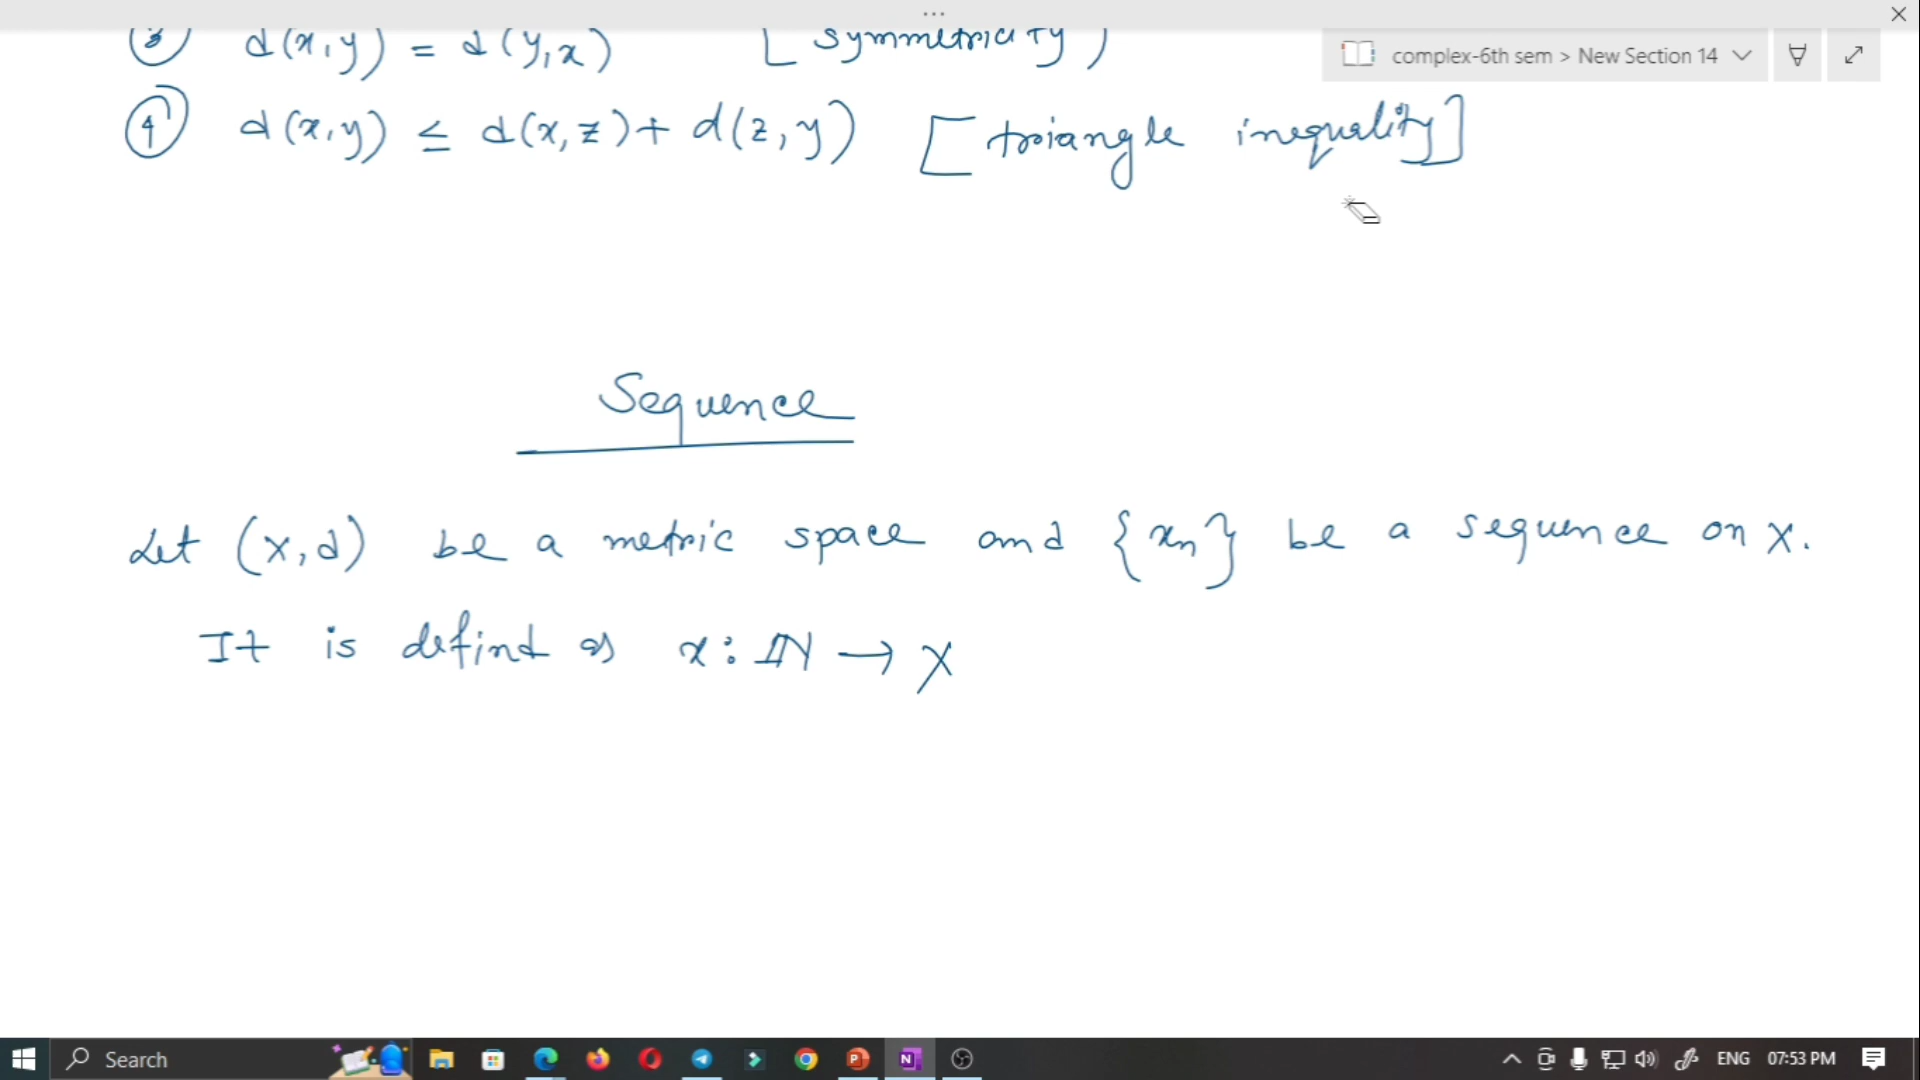 ③ d(x,y) = d(y,x) [symmetricity]
complex-6th sem > New Section 14
④ d(x,y) ≤ d(x,z) + d(z,y) [triangle inequality]
Sequence
Let (X,d) be a metric space and {xn} be a sequence on X.
It is defind as x: ℕ → X
Search
ENG 07:53 PM